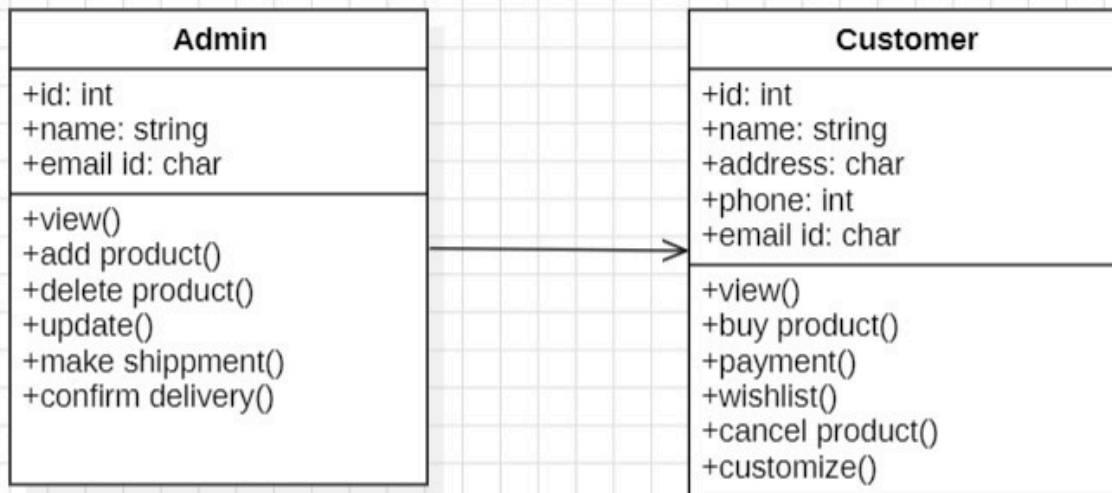 Admin
+id: int
+name: string
+email id: char
+view()
+add product()
+delete product()
+update()
+make shippment()
+confirm delivery()
Customer
+id: int
+name: string
+address: char
+phone: int
+email id: char
+view()
+buy product()
+payment()
+wishlist()
+cancel product()
+customize()